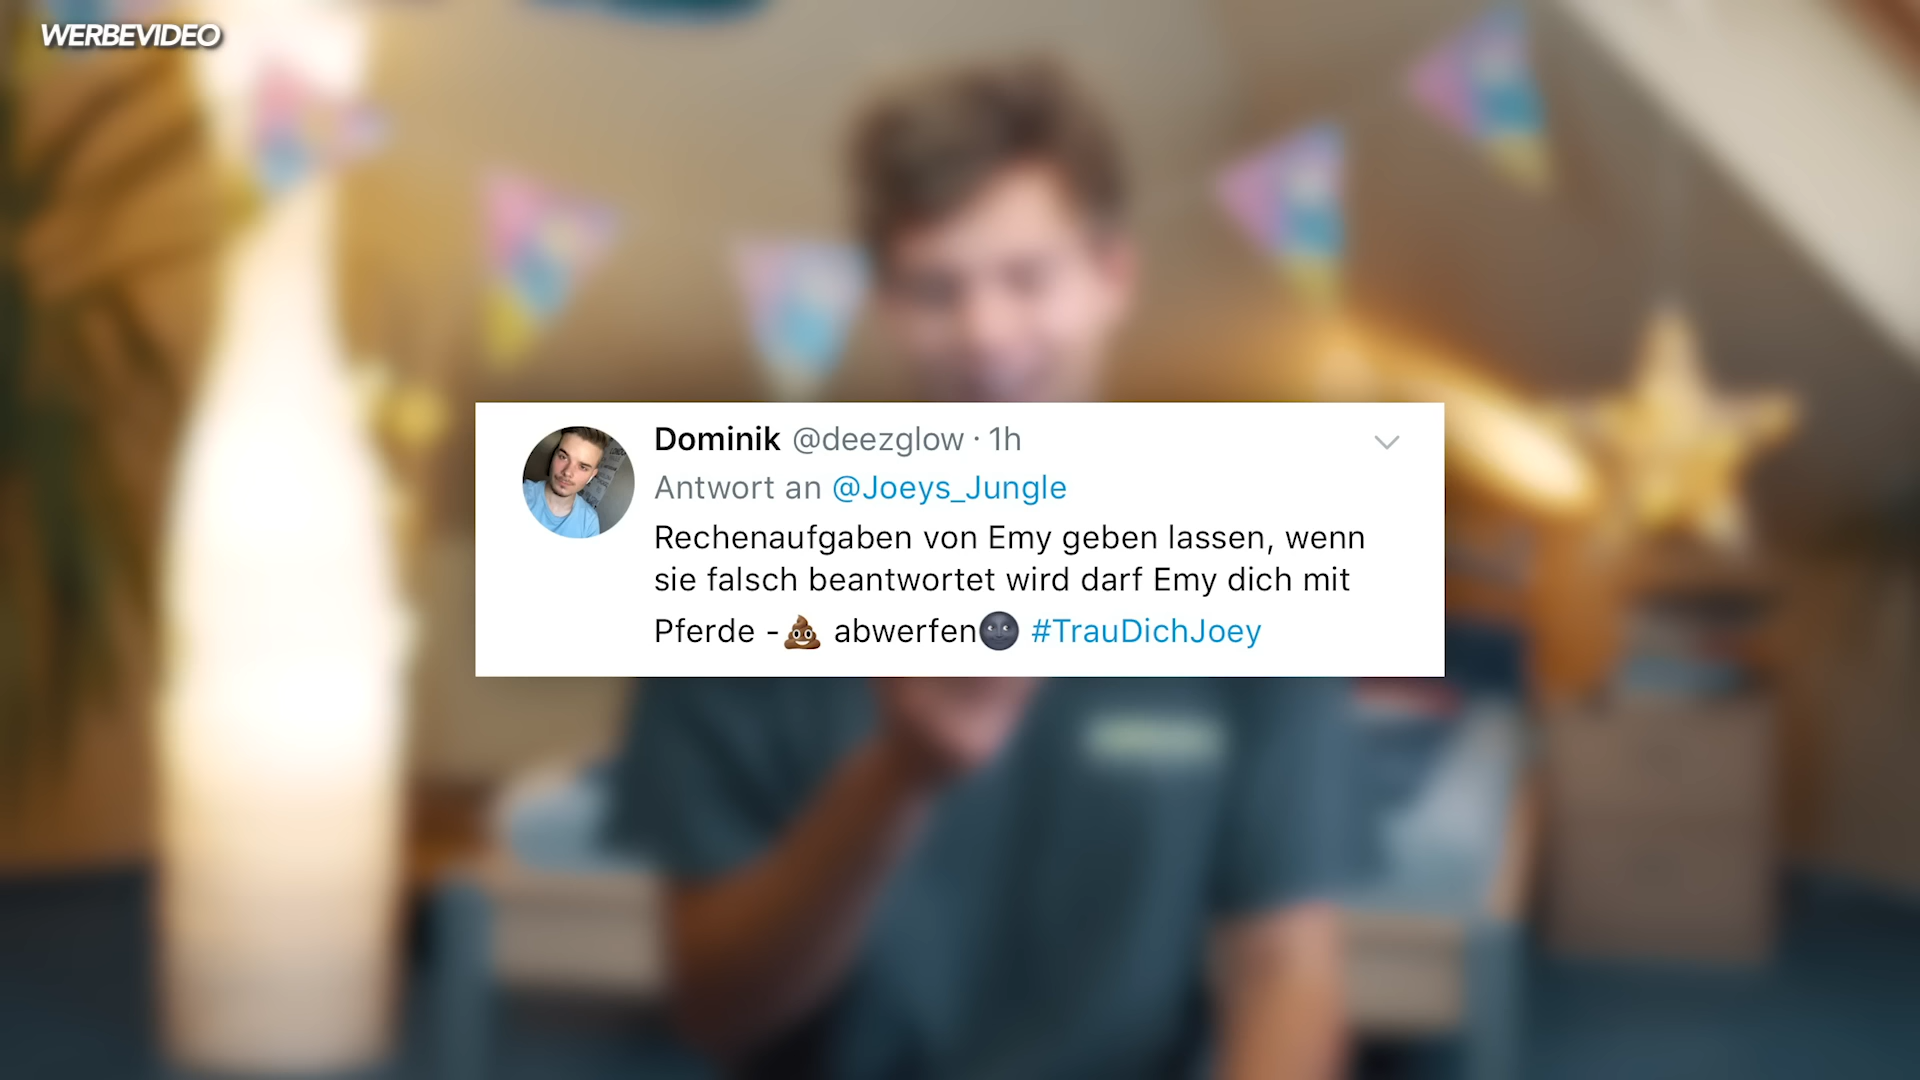 WERBEVIDEO
Dominik @deezglow · 1h
Antwort an @Joeys_Jungle
Rechenaufgaben von Emy geben lassen, wenn
sie falsch beantwortet wird darf Emy dich mit
Pferde -💩 abwerfen🌚 #TrauDichJoey